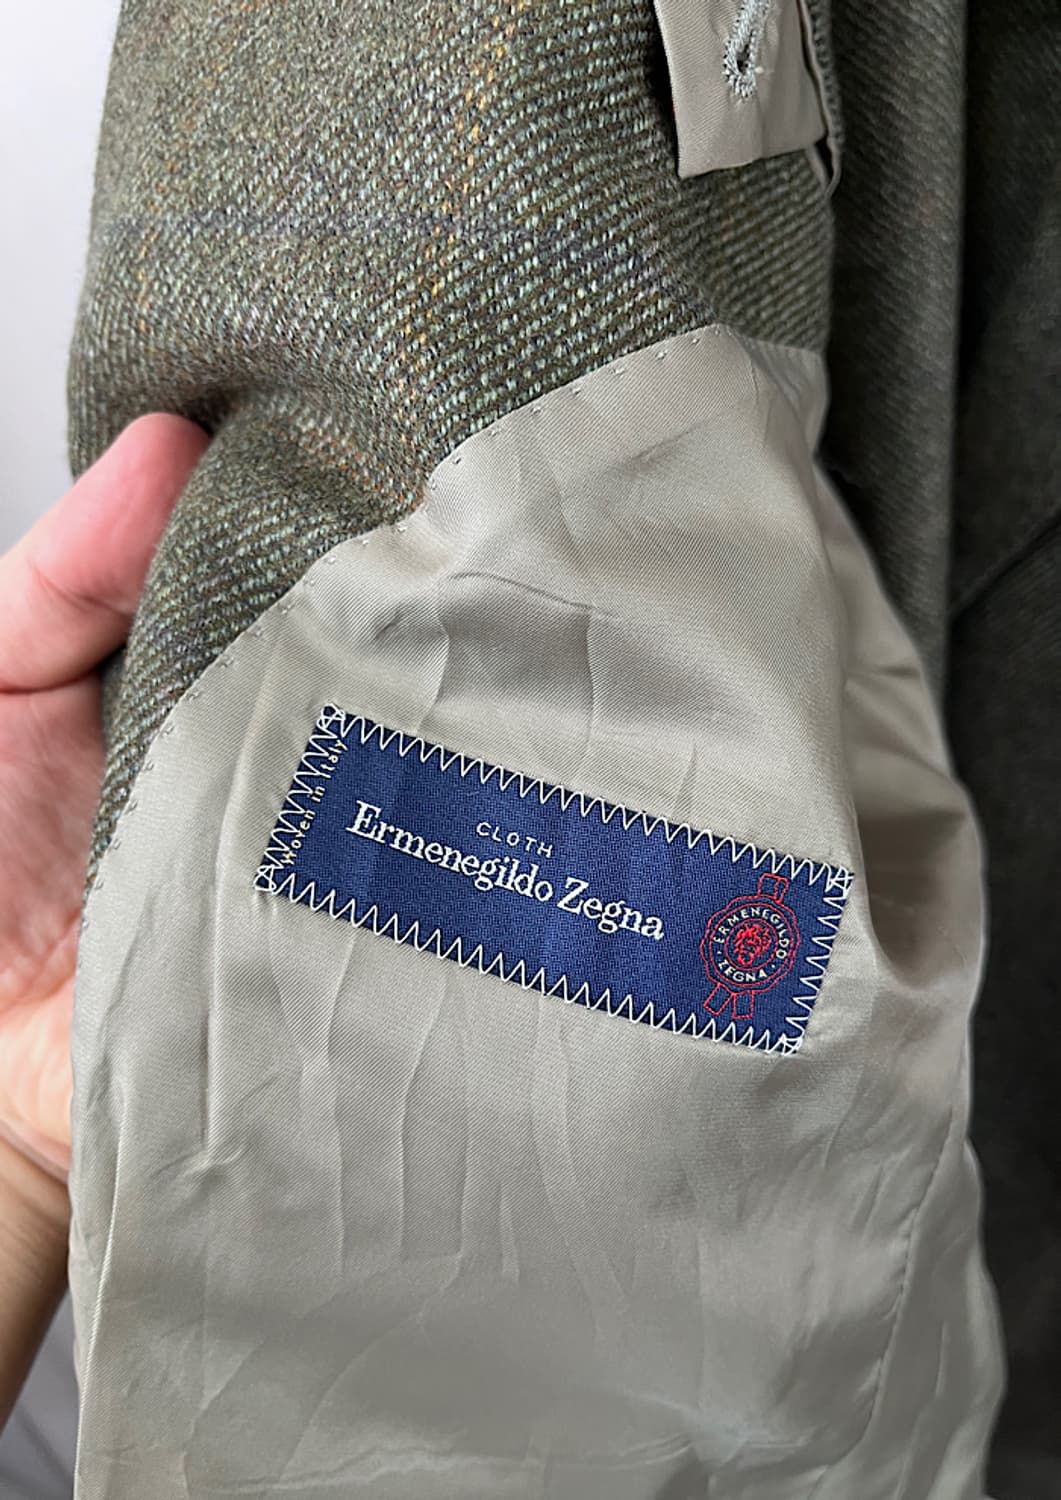 Woven in Italy
CLOTH
Ermenegildo Zegna
ERMENEGILDO
ZEGNA